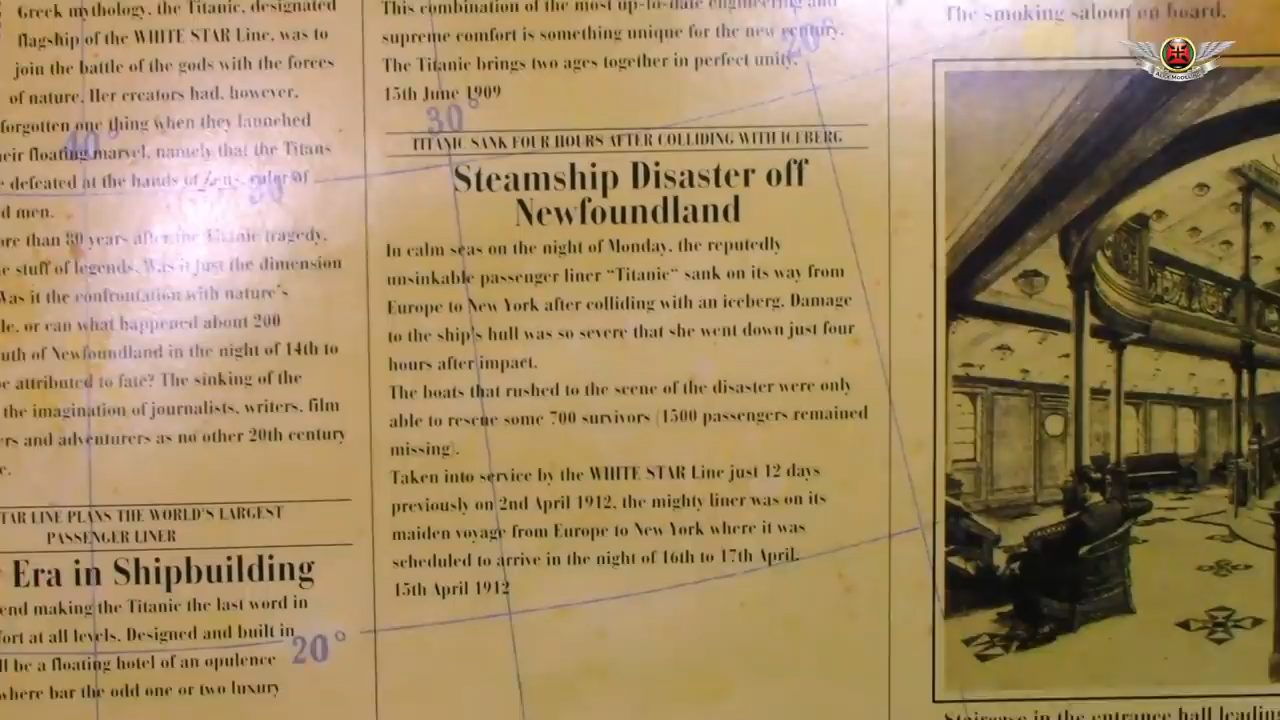 Greek mythology, the Titanic, designated
flagship of the WHITE STAR Line, was to
join the battle of the gods with the forces
of nature. Her creators had, however,
forgotten one thing when they launched
their floating marvel, namely that the Titans
defeated at the hands of Zeus, ruler of
d men.
ore than 80 years after the Titanic tragedy,
e stuff of legends. Was it just the dimension
Was it the confrontation with nature's
le, or can what happened about 200
uth of Newfoundland in the night of 14th to
be attributed to fate? The sinking of the
the imagination of journalists, writers, film
ers and adventurers as no other 20th century
e.
TAR LINE PLANS THE WORLD'S LARGEST
PASSENGER LINER
Era in Shipbuilding
end making the Titanic the last word in
fort at all levels. Designed and built in
ll be a floating hotel of an opulence
where bar the odd one or two luxury
This combination of the most up-to-date engineering and
supreme comfort is something unique for the new century.
The Titanic brings two ages together in perfect unity.
15th June 1909
TITANIC SANK FOUR HOURS AFTER COLLIDING WITH ICEBERG
Steamship Disaster off
Newfoundland
In calm seas on the night of Monday, the reputedly
unsinkable passenger liner "Titanic" sank on its way from
Europe to New York after colliding with an iceberg. Damage
to the ship's hull was so severe that she went down just four
hours after impact.
The boats that rushed to the scene of the disaster were only
able to rescue some 700 survivors (1500 passengers remained
missing).
Taken into service by the WHITE STAR Line just 12 days
previously on 2nd April 1912, the mighty liner was on its
maiden voyage from Europe to New York where it was
scheduled to arrive in the night of 16th to 17th April.
15th April 1912
The smoking saloon on board.
Staircase in the entrance hall leading
40°
50
30°
20°
20°